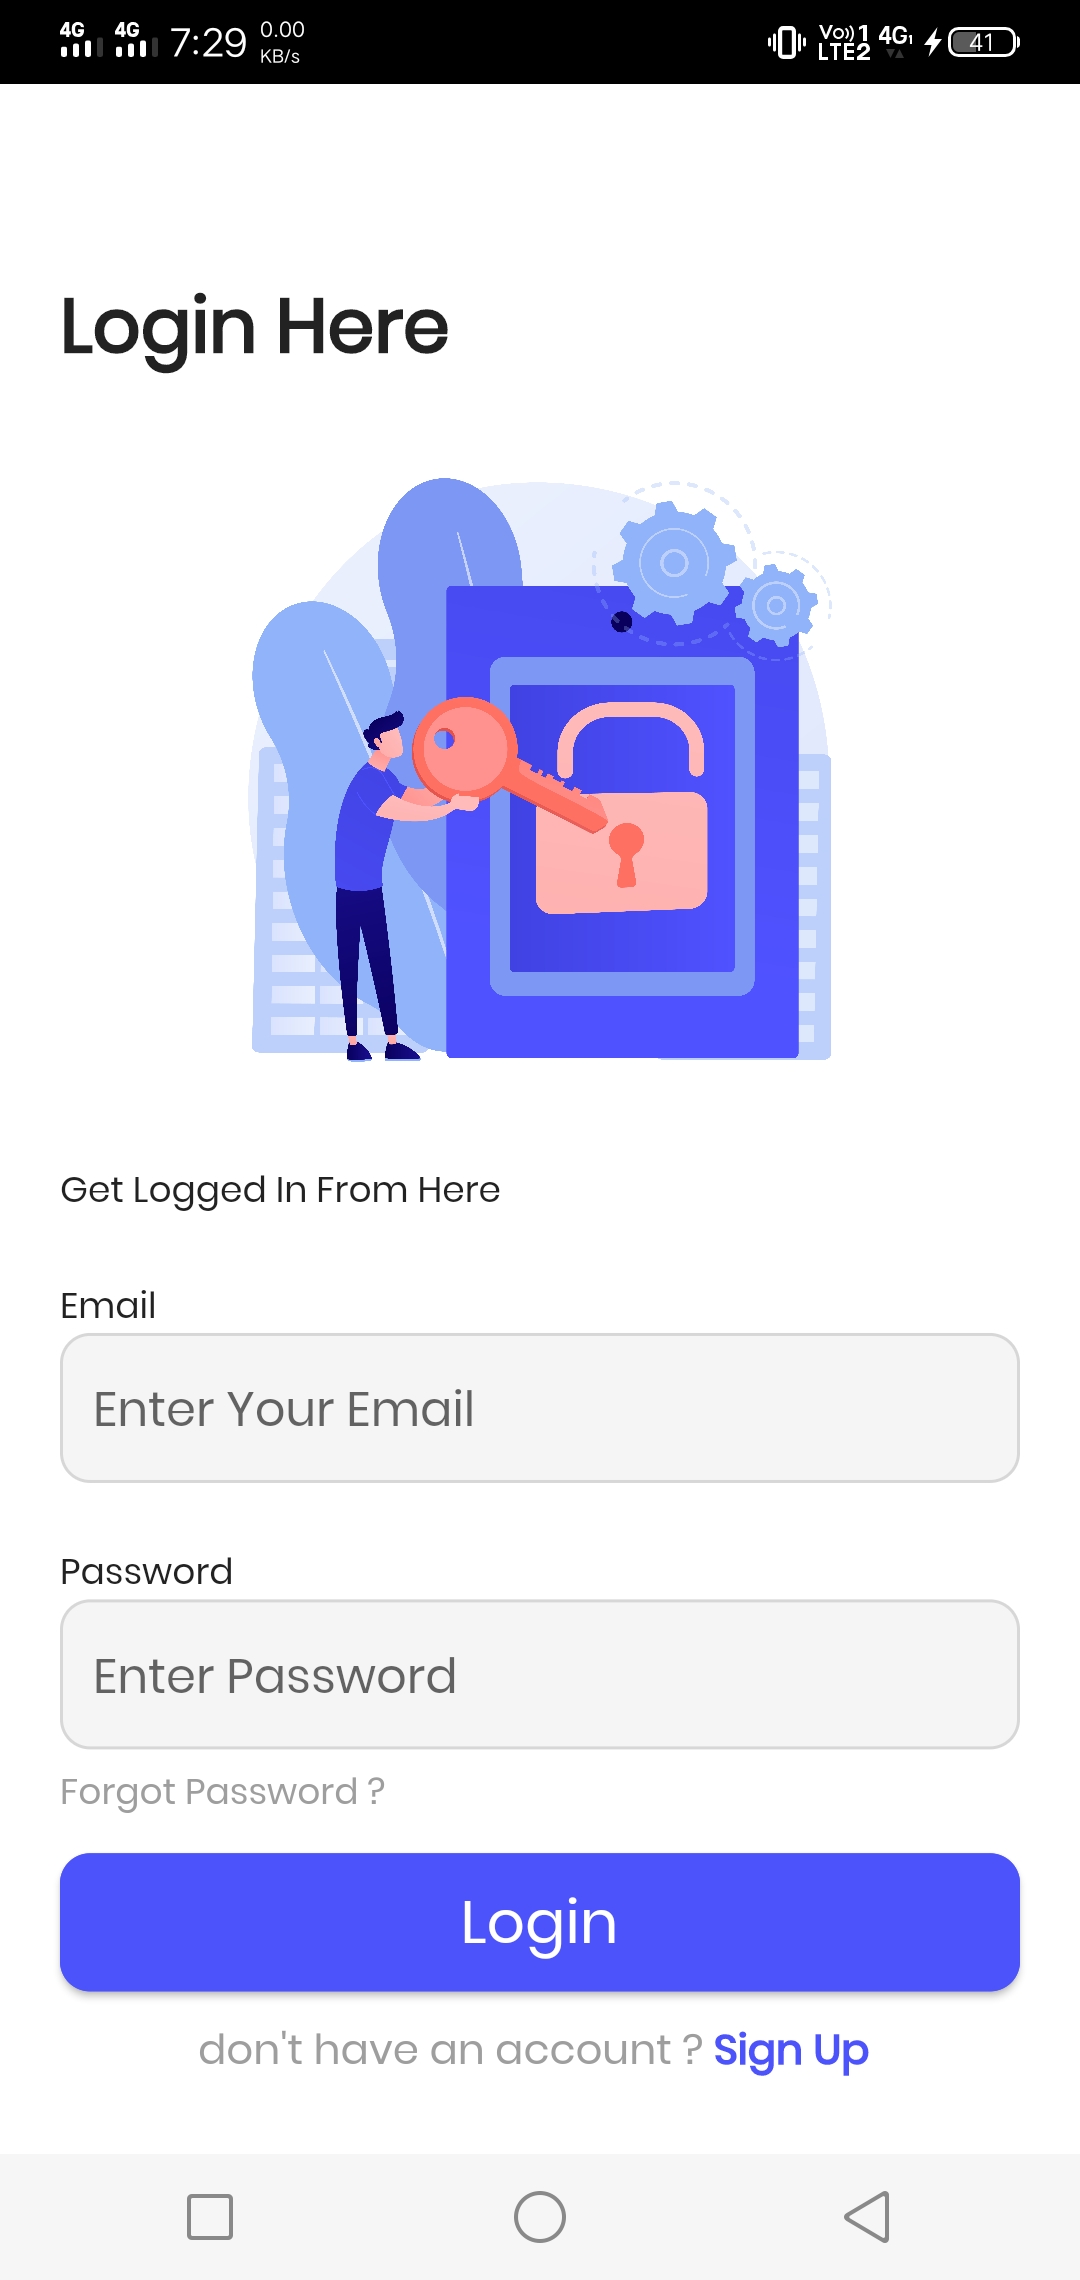 4G 4G 7:29 0.00 KB/s Vo)) 1 LTE2 4G1 41
Login Here
Get Logged In From Here
Email
Enter Your Email
Password
Enter Password
Forgot Password ?
Login
don't have an account ? Sign Up